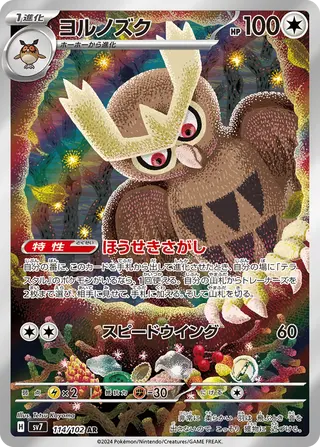 1進化
ヨルノズク
HP 100
ホーホーから進化
特性
ほうせきさがし
自分の番に、このカードを手札から出して進化させたとき、自分の場に「テラ
スタル」のポケモンがいるなら、1回使える。自分の山札からトレーナーズを
2枚まで選び、相手に見せて、手札に加える。そして山札を切る。
スピードウイング 60
弱点 ×2 抵抗力 -30 にげる
Illus. Tetsu Kayama
H sv7 114/102 AR
©2024 Pokémon/Nintendo/Creatures/GAME FREAK.